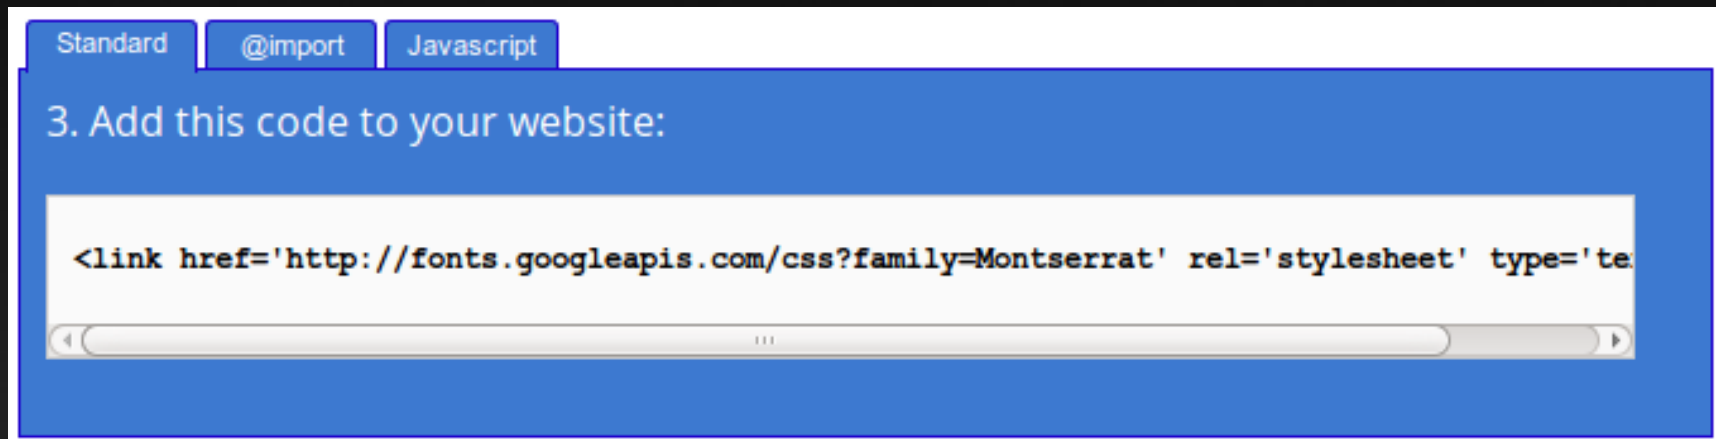 Standard @import Javascript
3. Add this code to your website:
<link href='http://fonts.googleapis.com/css?family=Montserrat' rel='stylesheet' type='te